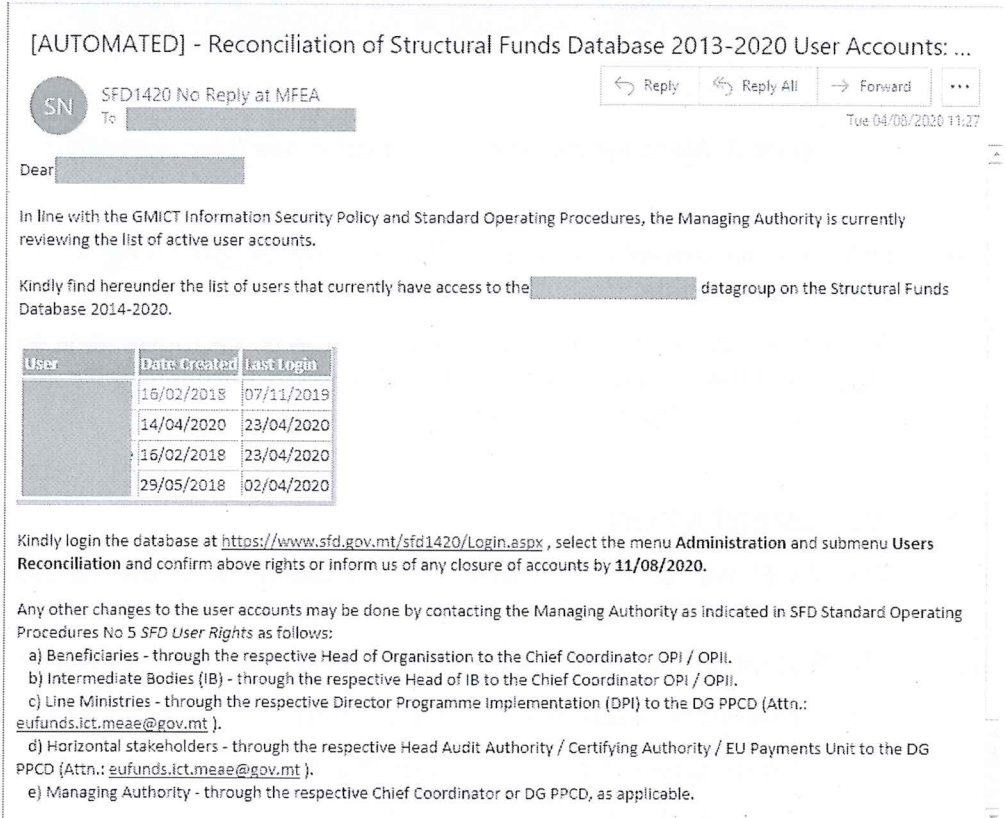 [AUTOMATED] - Reconciliation of Structural Funds Database 2013-2020 User Accounts: ...
SN
SFD1420 No Reply at MFEA
To
Reply
Reply All
Forward
...
Tue 04/08/2020 11:27
Dear
In line with the GMICT Information Security Policy and Standard Operating Procedures, the Managing Authority is currently
reviewing the list of active user accounts.
Kindly find hereunder the list of users that currently have access to the datagroup on the Structural Funds
Database 2014-2020.
User Date Created Last Login
16/02/2018 07/11/2019
14/04/2020 23/04/2020
16/02/2018 23/04/2020
29/05/2018 02/04/2020
Kindly login the database at https://www.sfd.gov.mt/sfd1420/Login.aspx , select the menu Administration and submenu Users
Reconciliation and confirm above rights or inform us of any closure of accounts by 11/08/2020.
Any other changes to the user accounts may be done by contacting the Managing Authority as indicated in SFD Standard Operating
Procedures No 5 SFD User Rights as follows:
a) Beneficiaries - through the respective Head of Organisation to the Chief Coordinator OPI / OPII.
b) Intermediate Bodies (IB) - through the respective Head of IB to the Chief Coordinator OPI / OPII.
c) Line Ministries - through the respective Director Programme Implementation (DPI) to the DG PPCD (Attn.:
eufunds.ict.meae@gov.mt ).
d) Horizontal stakeholders - through the respective Head Audit Authority / Certifying Authority / EU Payments Unit to the DG
PPCD (Attn.: eufunds.ict.meae@gov.mt ).
e) Managing Authority - through the respective Chief Coordinator or DG PPCD, as applicable.